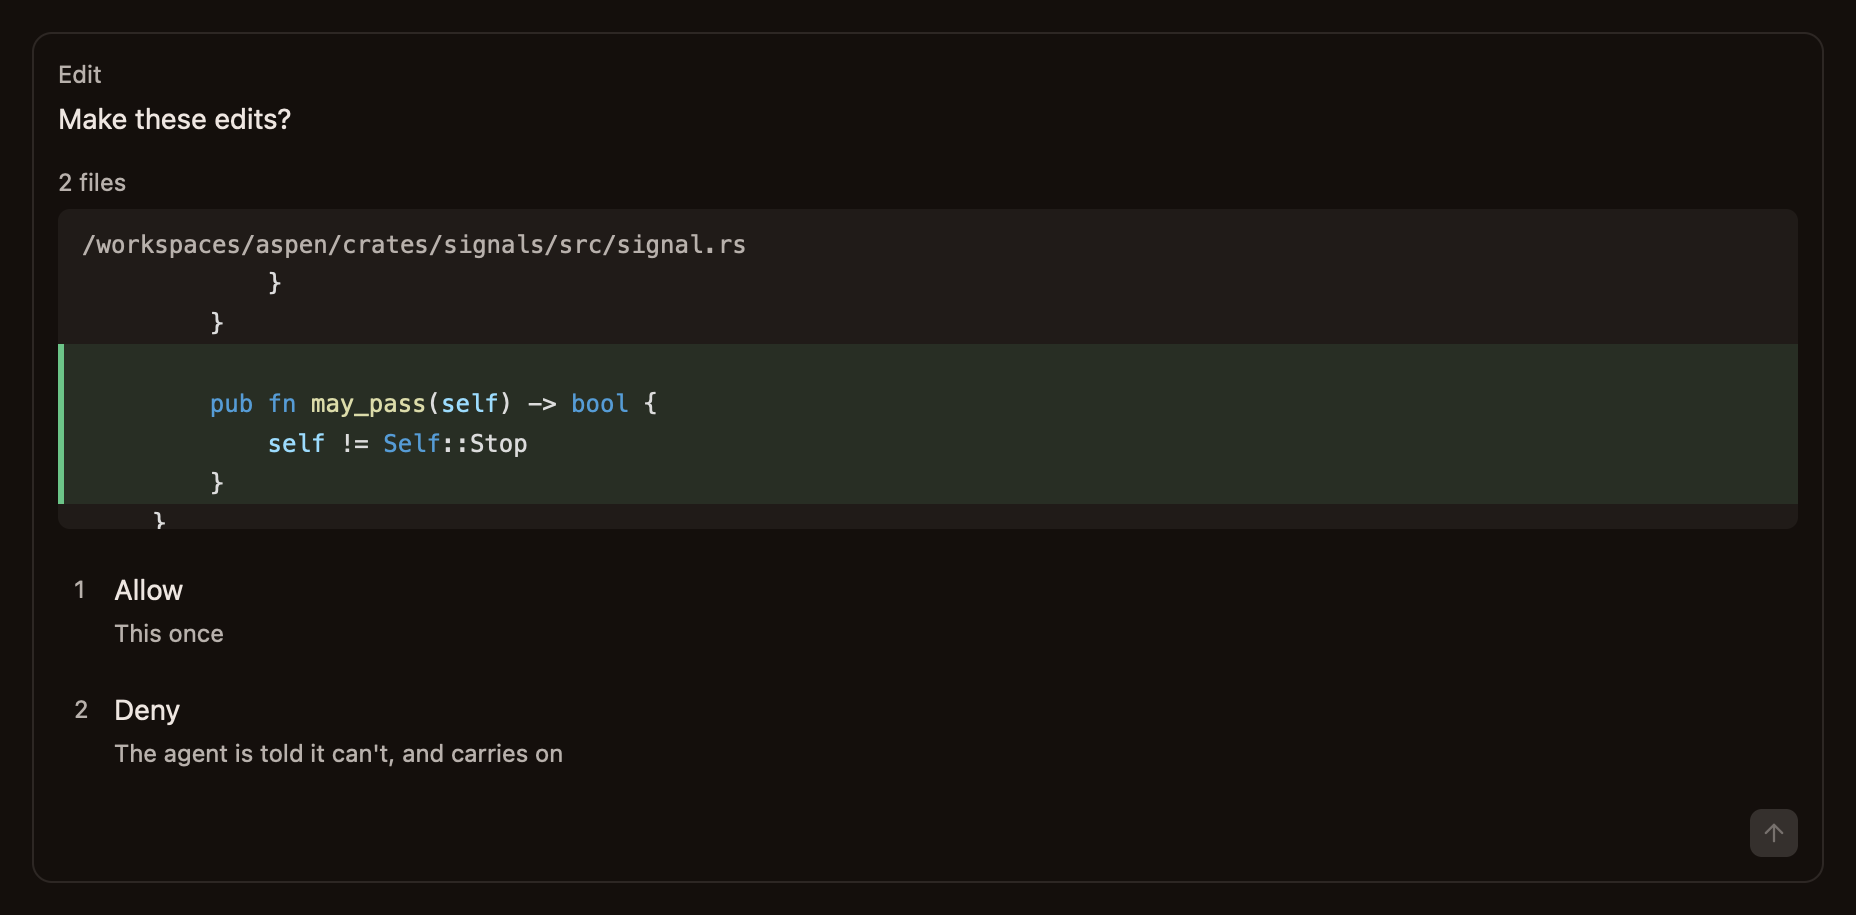 Edit
Make these edits?
2 files
/workspaces/aspen/crates/signals/src/signal.rs
}
}
pub fn may_pass(self) -> bool {
self != Self::Stop
}
}
1 Allow
This once
2 Deny
The agent is told it can't, and carries on